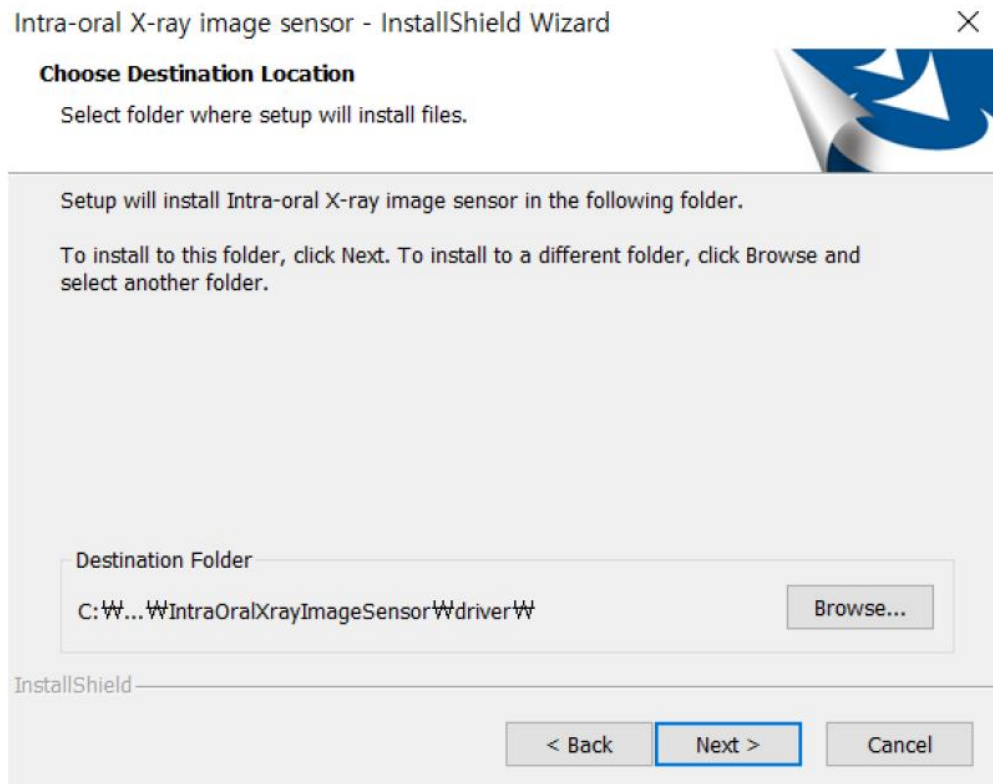 Intra-oral X-ray image sensor - InstallShield Wizard
Choose Destination Location
Select folder where setup will install files.
Setup will install Intra-oral X-ray image sensor in the following folder.
To install to this folder, click Next. To install to a different folder, click Browse and
select another folder.
Destination Folder
C:₩...₩IntraOralXrayImageSensor₩driver₩
Browse...
InstallShield
< Back
Next >
Cancel